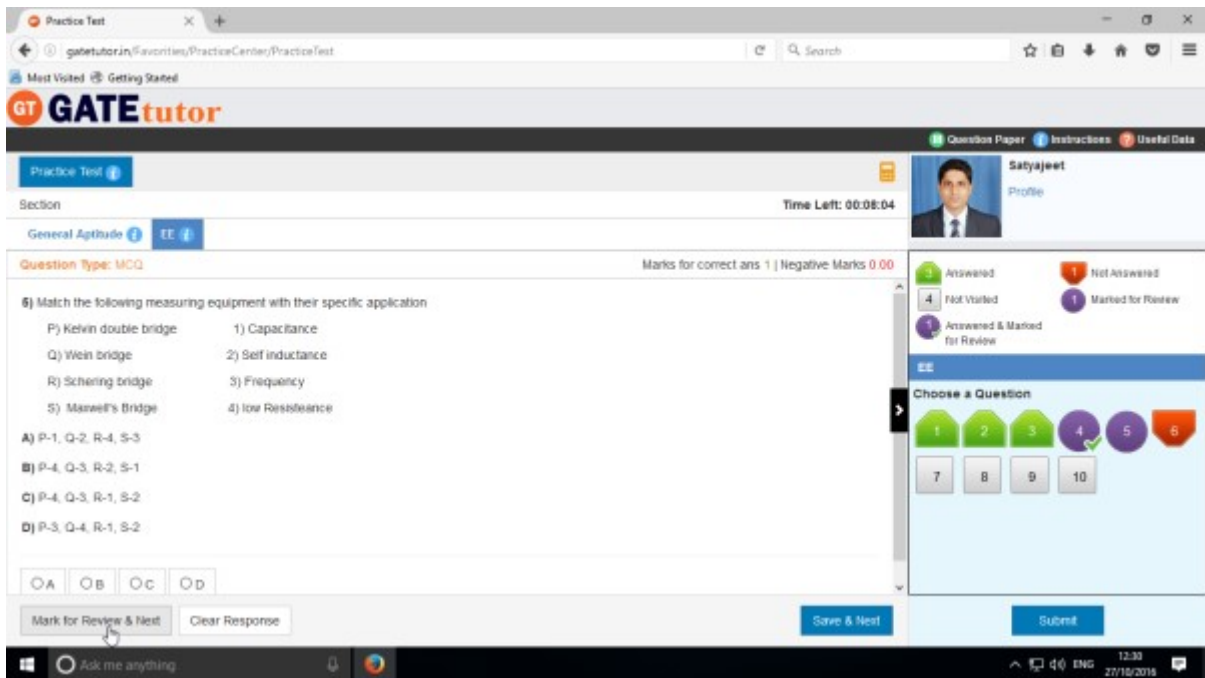 Practice Test
gatetutor.in/Favorities/PracticeCenter/PracticeTest
Search
Most Visited Getting Started
GT GATEtutor
Question Paper Instructions Useful Data
Practice Test
Satyajeet
Profile
Section Time Left: 00:08:04
General Aptitude EE
Question Type: MCQ Marks for correct ans 1 | Negative Marks 0.00
3 Answered 1 Not Answered
4 Not Visited 1 Marked for Review
1 Answered & Marked
for Review
6) Match the following measuring equipment with their specific application
P) Kelvin double bridge 1) Capacitance
Q) Wein bridge 2) Self inductance
R) Schering bridge 3) Frequency
S) Maxwell's Bridge 4) low Resisteance
A) P-1, Q-2, R-4, S-3
B) P-4, Q-3, R-2, S-1
C) P-4, Q-3, R-1, S-2
D) P-3, Q-4, R-1, S-2
A B C D
EE
Choose a Question
1 2 3 4 5 6
7 8 9 10
Mark for Review & Next Clear Response Save & Next Submit
Ask me anything ENG 12:30
27/10/2016